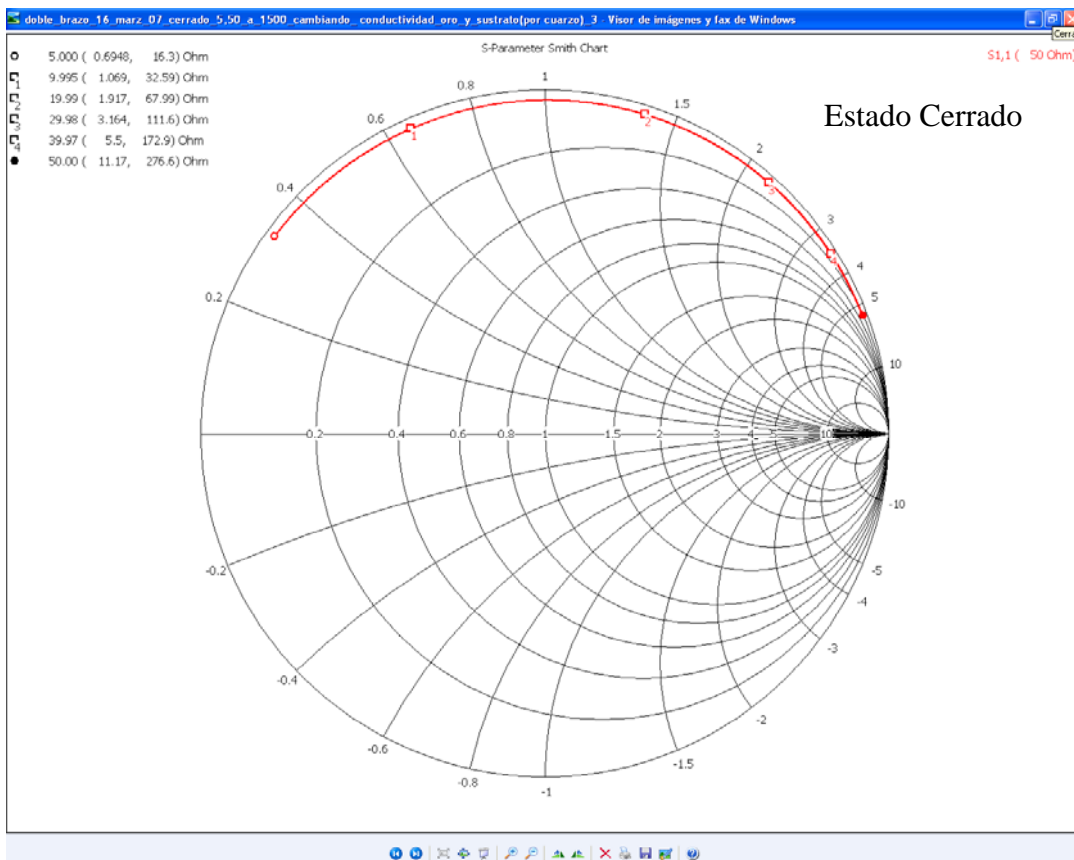 doble_brazo_16_marz_07_cerrado_5,50_a_1500_cambiando_ conductividad_oro_y_sustrato(por cuarzo)_3 - Visor de imágenes y fax de Windows
Cerra
S-Parameter Smith Chart
S1,1 ( 50 Ohm)
5.000 ( 0.6948, 16.3) Ohm
1 9.995 ( 1.069, 32.59) Ohm
2 19.99 ( 1.917, 67.99) Ohm
3 29.98 ( 3.164, 111.6) Ohm
4 39.97 ( 5.5, 172.9) Ohm
50.00 ( 11.17, 276.6) Ohm
Estado Cerrado
1
0.8
1.5
0.6
1
2
2
0.4
3
3
4
4
0.2
5
10
0.2 0.4 0.6 0.8 1 1.5 2 3 4 5 10
-10
-0.2
-5
-4
-3
-0.4
-2
-0.6
-1.5
-0.8
-1